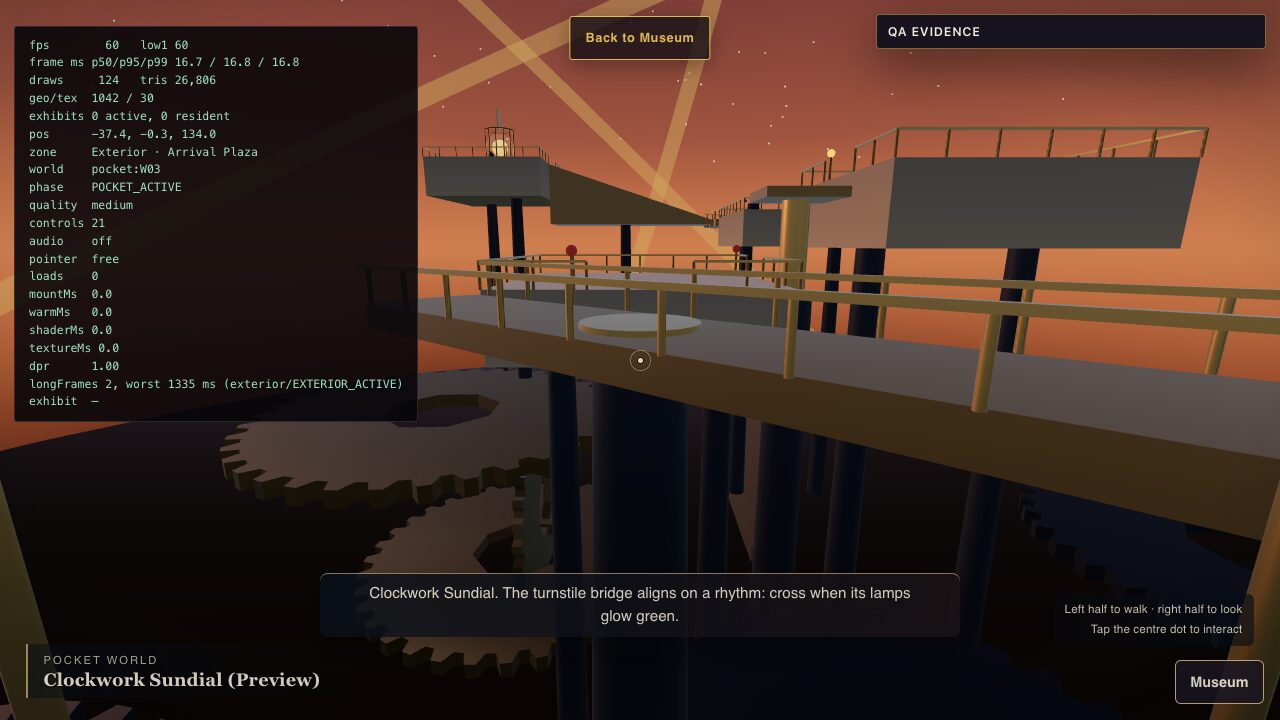 fps 60 low1 60
frame ms p50/p95/p99 16.7 / 16.8 / 16.8
draws 124 tris 26,806
geo/tex 1042 / 30
exhibits 0 active, 0 resident
pos −37.4, −0.3, 134.0
zone Exterior · Arrival Plaza
world pocket:W03
phase POCKET_ACTIVE
quality medium
controls 21
audio off
pointer free
loads 0
mountMs 0.0
warmMs 0.0
shaderMs 0.0
textureMs 0.0
dpr 1.00
longFrames 2, worst 1335 ms (exterior/EXTERIOR_ACTIVE)
exhibit —
Back to Museum
QA EVIDENCE
Clockwork Sundial. The turnstile bridge aligns on a rhythm: cross when its lamps
glow green.
Left half to walk · right half to look
Tap the centre dot to interact
POCKET WORLD
Clockwork Sundial (Preview)
Museum